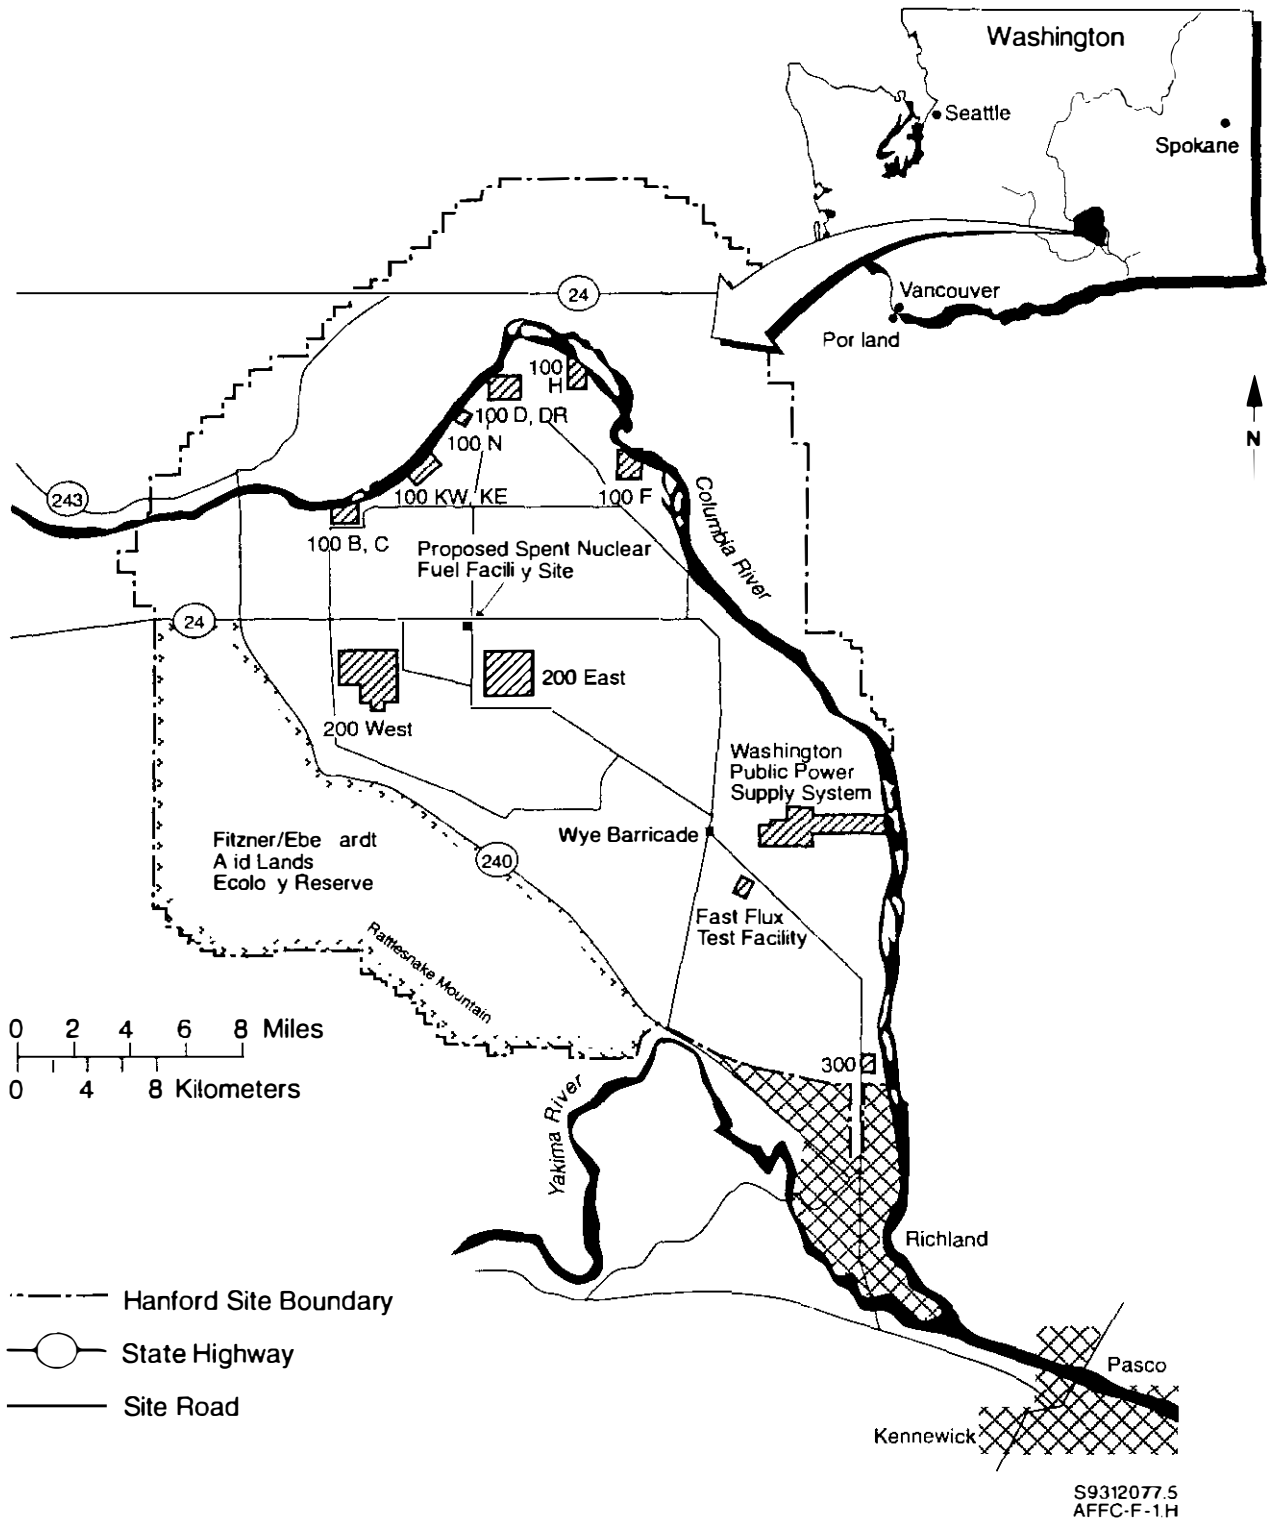 Washington
Seattle
Spokane
Vancouver
Por land
24
N
100
H
100 D, DR
100 N
243
100 KW, KE
100 F
Columbia River
100 B, C
Proposed Spent Nuclear
Fuel Facili y Site
24
200 East
200 West
Washington
Public Power
Supply System
Wye Barricade
Fitzner/Ebe ardt
A id Lands
Ecolo y Reserve
240
Fast Flux
Test Facility
Rattlesnake Mountain
0 2 4 6 8 Miles
0 4 8 Kilometers
300
Yakima River
Richland
Hanford Site Boundary
State Highway
Site Road
Pasco
Kennewick
S9312077.5
AFFC-F-1.H